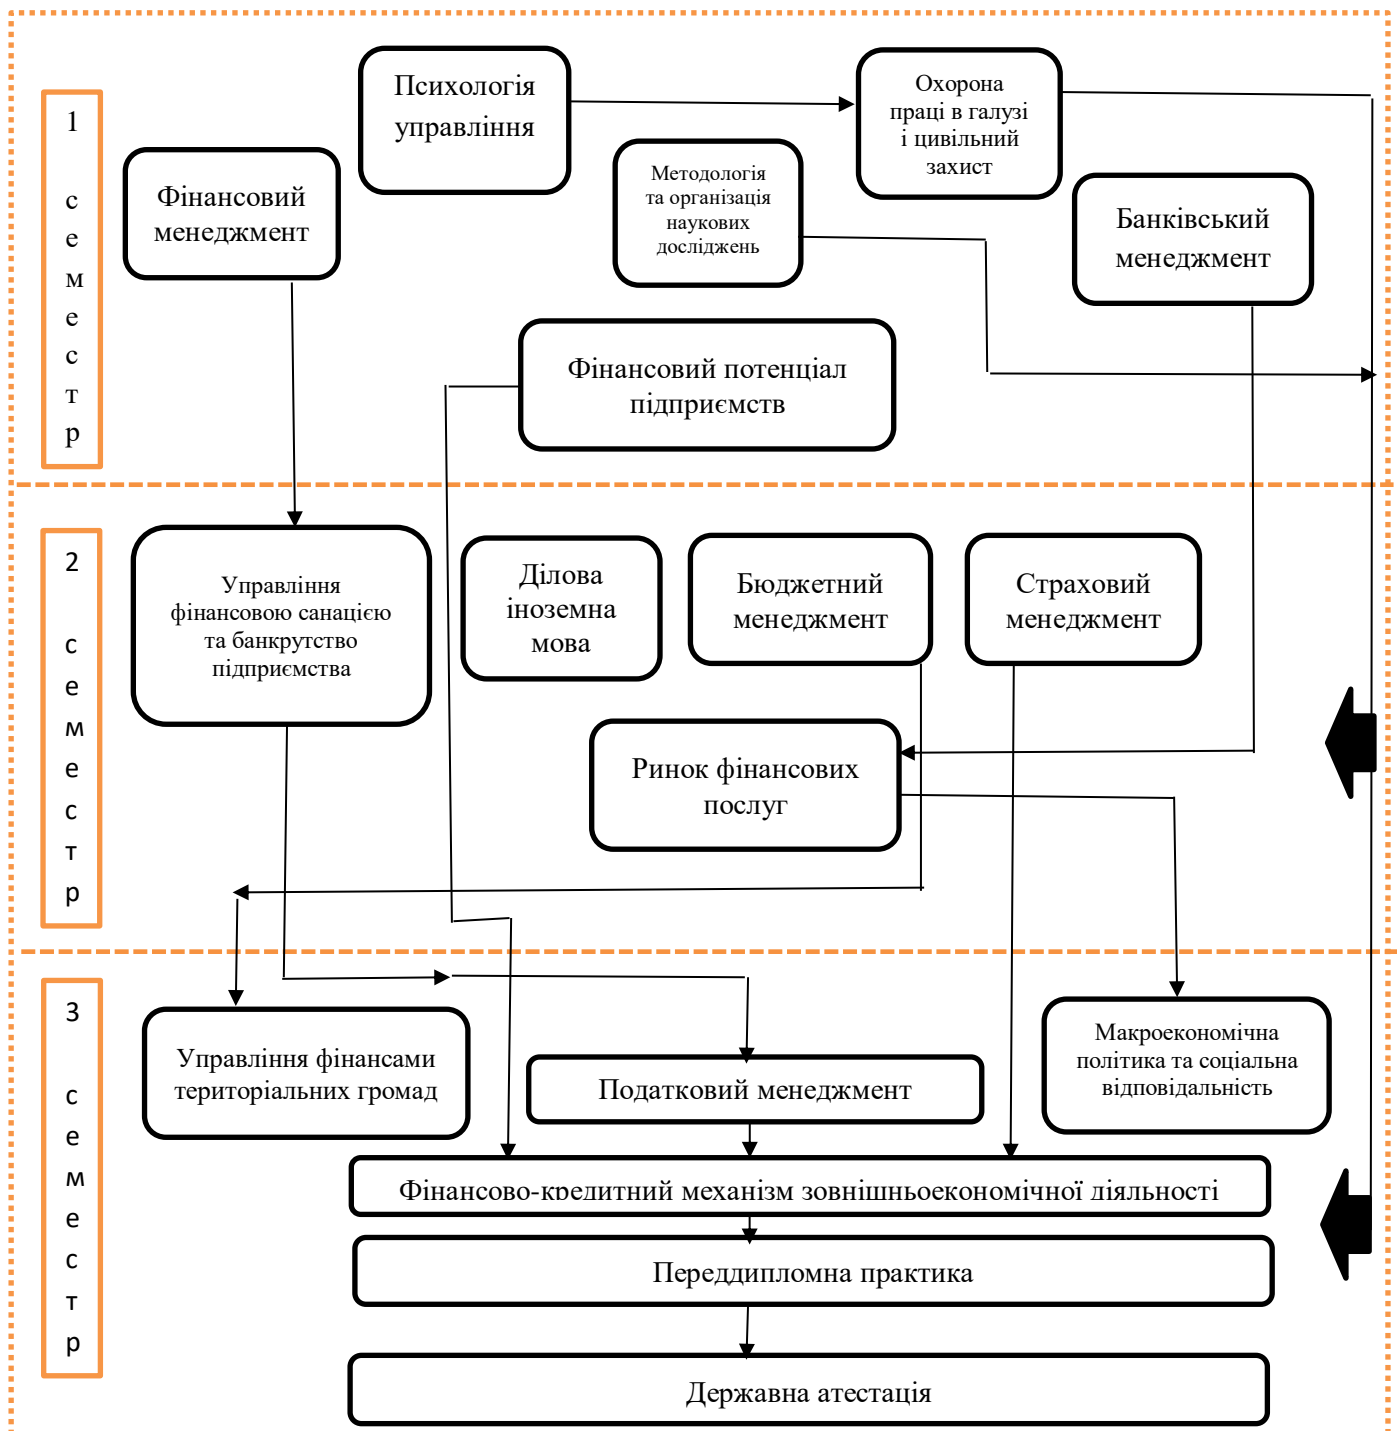 1
с
е
м
е
с
т
р
Психологія
управління
Охорона
праці в галузі
і цивільний
захист
Фінансовий
менеджмент
Методологія
та організація
наукових
досліджень
Банківський
менеджмент
Фінансовий потенціал
підприємств
2
с
е
м
е
с
т
р
Управління
фінансовою санацією
та банкрутство
підприємства
Ділова
іноземна
мова
Бюджетний
менеджмент
Страховий
менеджмент
Ринок фінансових
послуг
3
с
е
м
е
с
т
р
Управління фінансами
територіальних громад
Податковий менеджмент
Макроекономічна
політика та соціальна
відповідальність
Фінансово-кредитний механізм зовнішньоекономічної діяльності
Переддипломна практика
Державна атестація